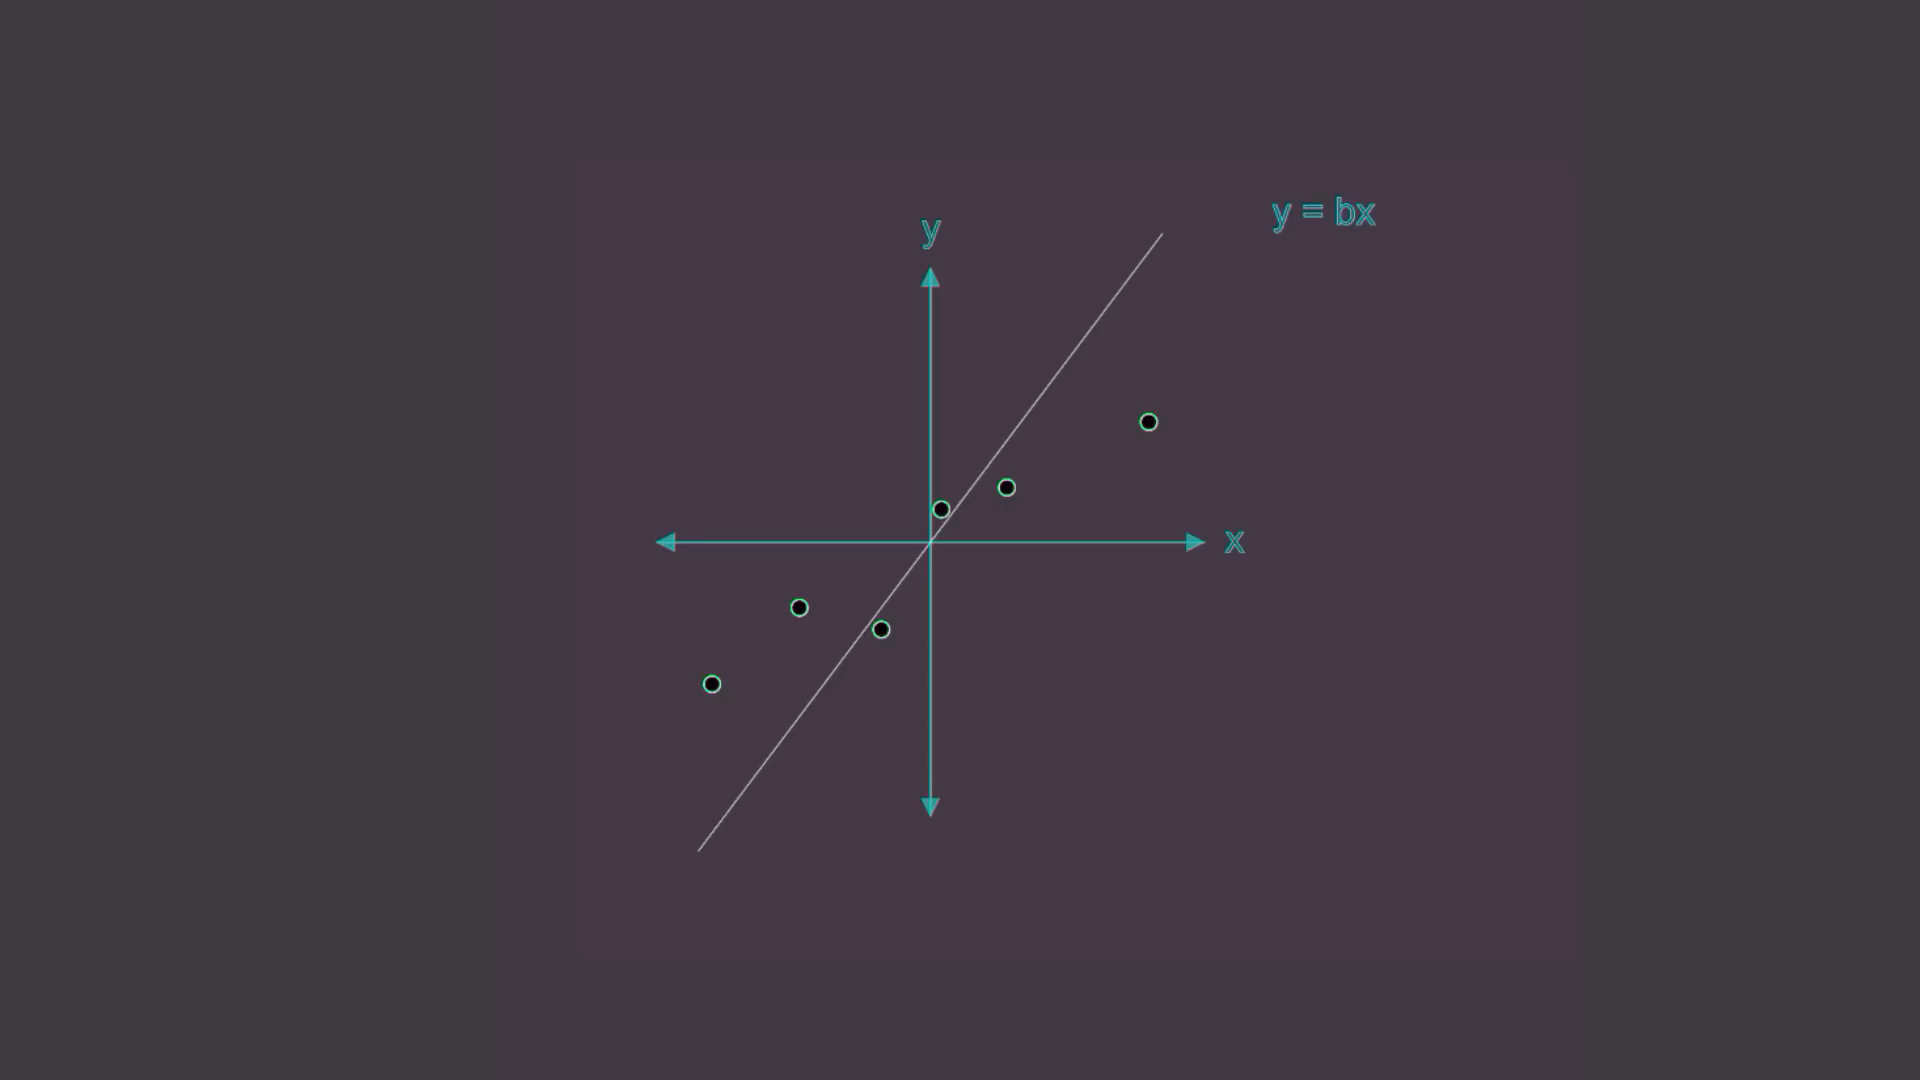 y = bx
y
x